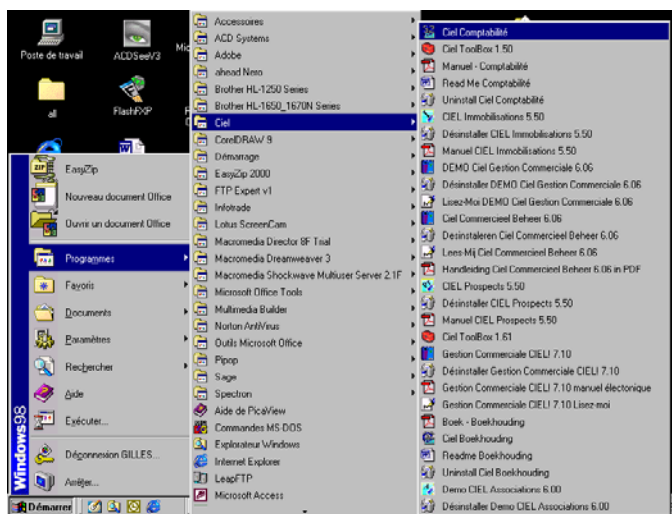 Poste de travail
ACDSeeV3
all
FlashFXP
EasyZip
Nouveau document Office
Ouvrir un document Office
Programmes
Favoris
Documents
Paramètres
Rechercher
Aide
Exécuter...
Déconnexion GILLES...
Arrêter...
Windows98
Démarrer
Accessoires
ACD Systems
Adobe
ahead Nero
Brother HL-1250 Series
Brother HL-1650_1670N Series
Ciel
CorelDRAW 9
Démarrage
EasyZip 2000
FTP Expert v1
Infotrade
Lotus ScreenCam
Macromedia Director 8F Trial
Macromedia Dreamweaver 3
Macromedia Shockwave Multiuser Server 2.1F
Microsoft Office Tools
Multimedia Builder
Norton AntiVirus
Outils Microsoft Office
Pipop
Sage
Spectron
Aide de PicaView
Commandes MS-DOS
Explorateur Windows
Internet Explorer
LeapFTP
Microsoft Access
Ciel Comptabilité
Ciel ToolBox 1.50
Manuel - Comptabilité
Read Me Comptabilité
Uninstall Ciel Comptabilité
CIEL Immobilisations 5.50
Désinstaller CIEL Immobilisations 5.50
Manuel CIEL Immobilisations 5.50
DEMO Ciel Gestion Commerciale 6.06
Désinstaller DEMO Ciel Gestion Commerciale 6.06
Lisez-Moi DEMO Ciel Gestion Commerciale 6.06
Ciel Commercieel Beheer 6.06
Desinstaleren Ciel Commercieel Beheer 6.06
Lees-Mij Ciel Commercieel Beheer 6.06
Handleiding Ciel Commercieel Beheer 6.06 in PDF
CIEL Prospects 5.50
Désinstaller CIEL Prospects 5.50
Manuel CIEL Prospects 5.50
Ciel ToolBox 1.61
Gestion Commerciale CIEL! 7.10
Désinstaller Gestion Commerciale CIEL! 7.10
Gestion Commerciale CIEL! 7.10 manuel électonique
Gestion Commerciale CIEL! 7.10 Lisez-moi
Boek - Boekhouding
Ciel Boekhouding
Readme Boekhouding
Uninstall Ciel Boekhouding
Demo CIEL Associations 6.00
Désinstaller Demo CIEL Associations 6.00